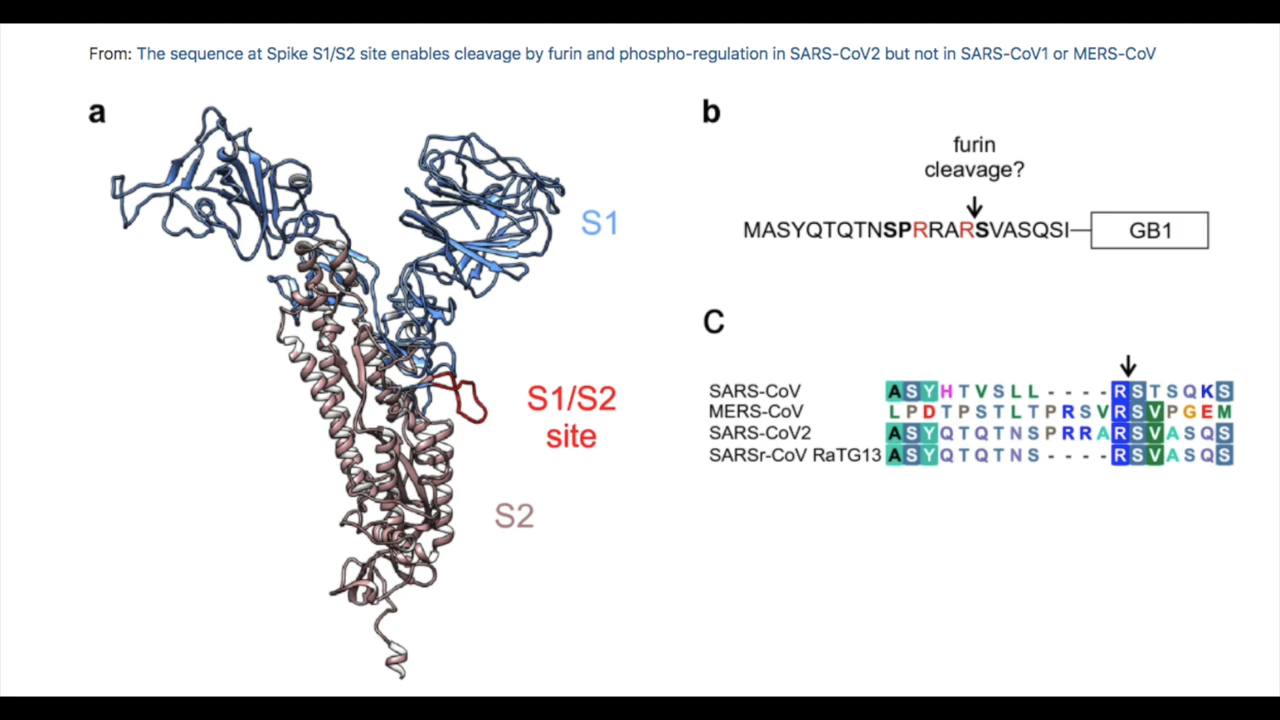 From: The sequence at Spike S1/S2 site enables cleavage by furin and phospho-regulation in SARS-CoV2 but not in SARS-CoV1 or MERS-CoV
a
S1
S1/S2
site
S2
b
furin
cleavage?
MASYQTQTNSPRRARSVASQSI
GB1
C
SARS-CoV ASYHTVSLL----RSTSQKS
MERS-CoV LPDTPSTLTPRSVRSVPGEM
SARS-CoV2 ASYQTQTNSPRRARSVASQS
SARSr-CoV RaTG13 ASYQTQTNS----RSVASQS